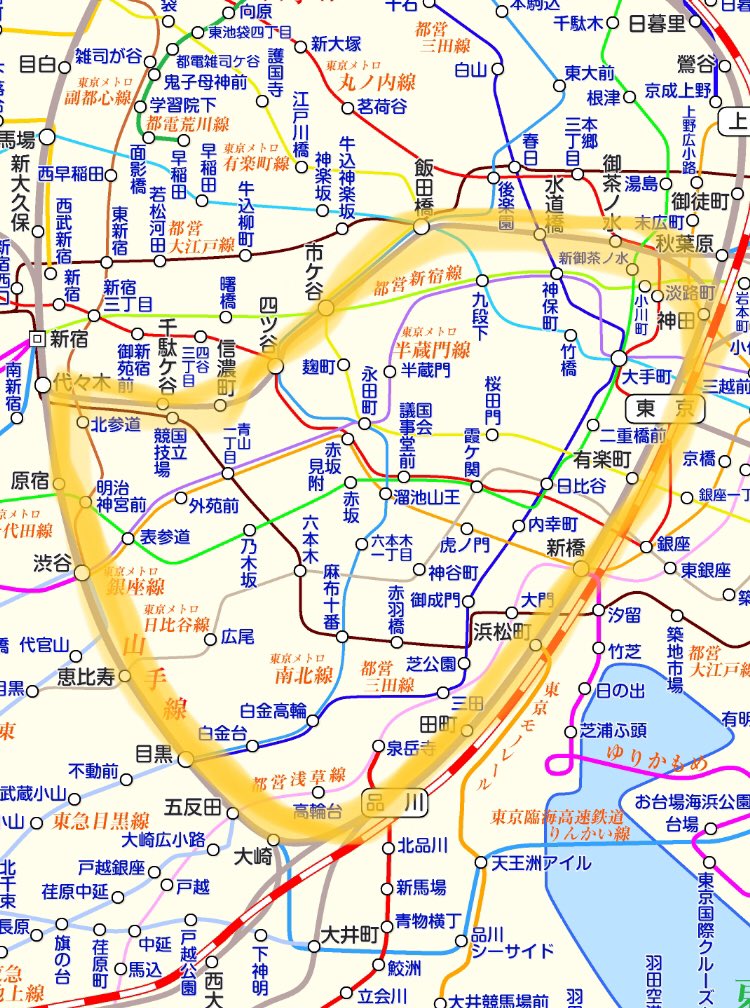 向原
本駒込
千駄木
日暮里
雑司が谷
東池袋四丁目
都電雑司ケ谷
鬼子母神前
護国寺
新大塚
東京メトロ
丸ノ内線
都営
三田線
白山
東大前
根津
鶯谷
京成上野
目白
東京メトロ
副都心線
学習院下
都電荒川線
茗荷谷
江戸川橋
馬場
面影橋
早稲田
早稲田
東京メトロ
有楽町線
神楽坂
牛込神楽坂
飯田橋
春日
後楽園
本郷三丁目
水道橋
御茶ノ水
湯島
上野広小路
上
御徒町
末広町
秋葉原
新大久保
西早稲田
西武新宿
東新宿
若松河田
都営
大江戸線
牛込柳町
市ケ谷
新宿
新宿三丁目
曙橋
四ツ谷
都営新宿線
九段下
神保町
新御茶ノ水
小川町
淡路町
神田
岩本町
新宿
南新宿
代々木
新宿御苑前
千駄ケ谷
四谷三丁目
信濃町
麹町
東京メトロ
半蔵門線
半蔵門
竹橋
大手町
三越前
東京
北参道
国立競技場
青山一丁目
永田町
国会議事堂前
桜田門
霞ケ関
二重橋前
有楽町
京橋
原宿
明治神宮前
外苑前
赤坂見附
赤坂
溜池山王
日比谷
銀座一丁
表参道
乃木坂
六本木
六本木一丁目
虎ノ門
内幸町
新橋
銀座
東銀座
渋谷
東京メトロ
銀座線
神谷町
御成門
大門
汐留
東京メトロ
日比谷線
麻布十番
赤羽橋
浜松町
築地市場
都営
大江戸線
代官山
広尾
山手線
東京メトロ
南北線
都営
三田線
芝公園
竹芝
恵比寿
日の出
三田
田町
東京モノレール
白金高輪
白金台
芝浦ふ頭
目黒
泉岳寺
ゆりかもめ
不動前
都営浅草線
武蔵小山
高輪台
品川
五反田
東急目黒線
お台場海浜公園
台場
東京臨海高速鉄道
りんかい線
大崎広小路
大崎
北品川
天王洲アイル
戸越銀座
荏原中延
戸越
新馬場
青物横丁
品川
シーサイド
東京国際クルーズ
旗の台
荏原町
中延
馬込
戸越公園
下神明
大井町
鮫洲
立会川
大井競馬場前
羽田空